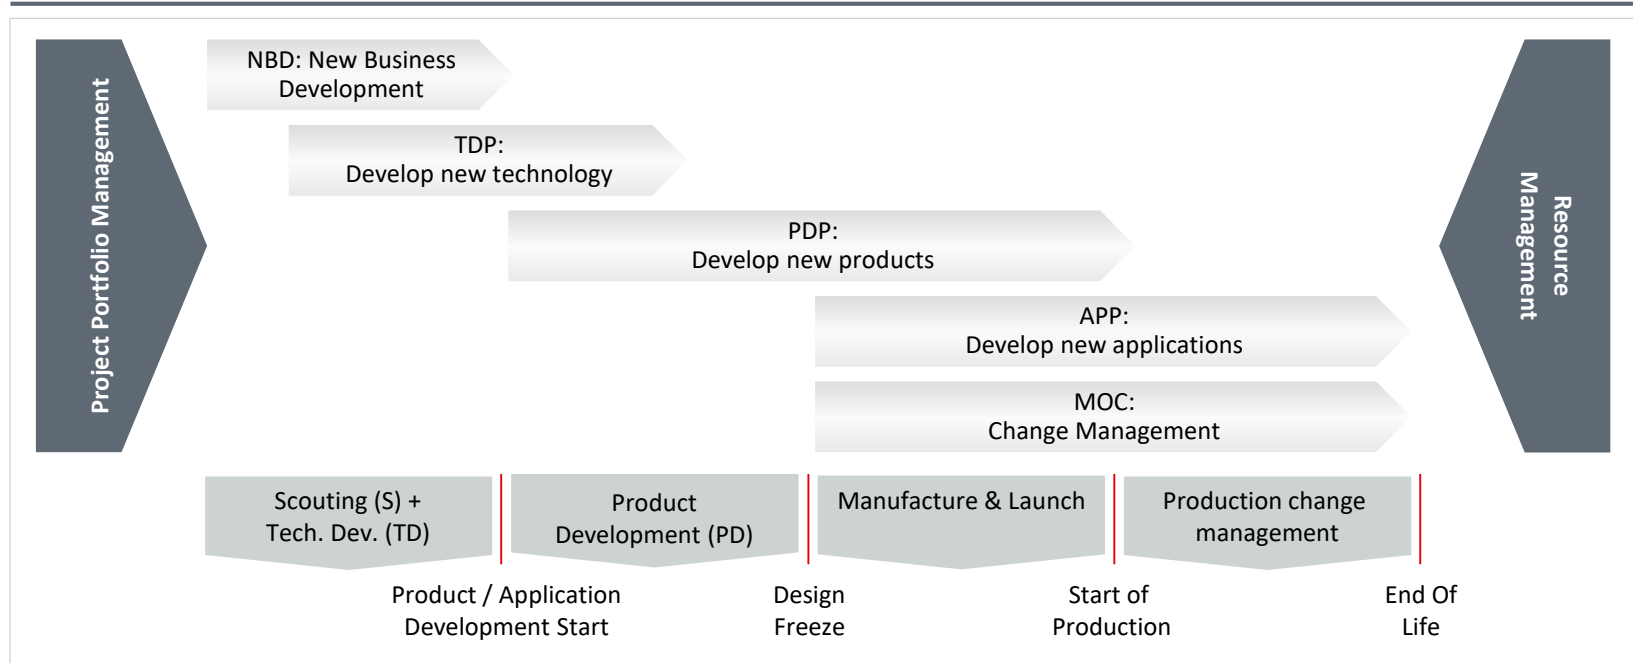 Project Portfolio Management
NBD: New Business
Development
TDP:
Develop new technology
PDP:
Develop new products
APP:
Develop new applications
MOC:
Change Management
Resource
Management
Scouting (S) +
Tech. Dev. (TD)
Product
Development (PD)
Manufacture & Launch
Production change
management
Product / Application
Development Start
Design
Freeze
Start of
Production
End Of
Life